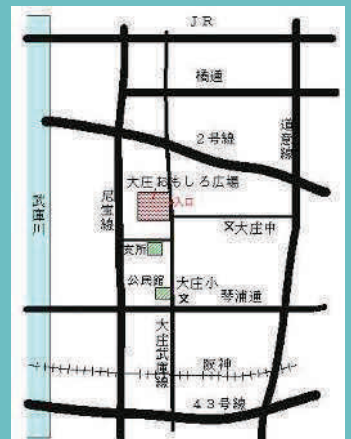 JR
橘通
2号線
道意線
大庄おもしろ広場
入口
尼宝線
武庫川
文大庄中
支所
公民館
大庄小
文
琴浦通
大庄武庫線
阪神
43号線